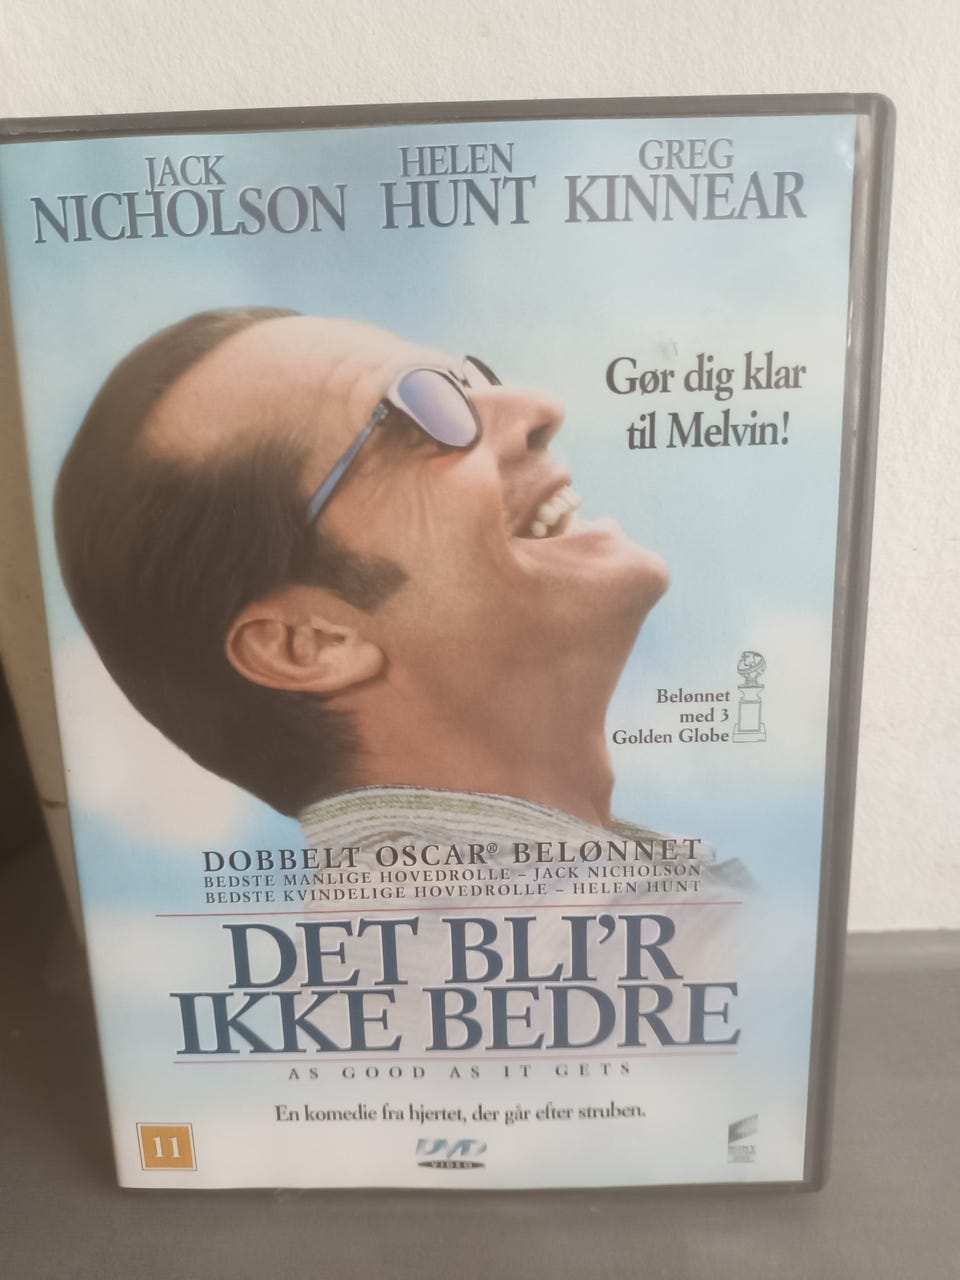 JACK NICHOLSON
HELEN HUNT
GREG KINNEAR
Gør dig klar
til Melvin!
Belønnet
med 3
Golden Globe
DOBBELT OSCAR® BELØNNET
BEDSTE MANLIGE HOVEDROLLE – JACK NICHOLSON
BEDSTE KVINDELIGE HOVEDROLLE – HELEN HUNT
DET BLI'R
IKKE BEDRE
AS GOOD AS IT GETS
En komedie fra hjertet, der går efter struben.
11
DVD
VIDEO
SONY